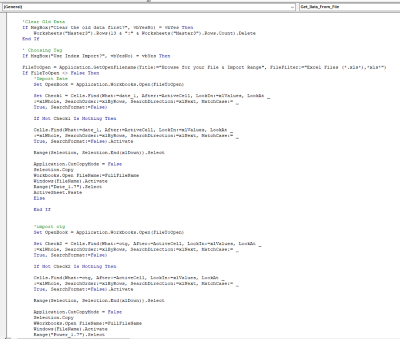 (General)
Get_Data_From_File
'Clear Old Data
If MsgBox("Clear the old data first?", vbYesNo) = vbYes Then
Worksheets("Master3").Rows(13 & ":" & Worksheets("Master3").Rows.Count).Delete
End If
' Choosing Tag
If MsgBox("Use Index Import?", vbYesNo) = vbYes Then
FileToOpen = Application.GetOpenFilename(Title:="Browse for your File & Import Range", FileFilter:="Excel Files (*.xls*),*xls*")
If FileToOpen <> False Then
'Import Date
Set OpenBook = Application.Workbooks.Open(FileToOpen)
Set Check1 = Cells.Find(What:=date_1, After:=ActiveCell, LookIn:=xlValues, LookAt _
:=xlWhole, SearchOrder:=xlByRows, SearchDirection:=xlNext, MatchCase:= _
True, SearchFormat:=False)
If Not Check1 Is Nothing Then
Cells.Find(What:=date_1, After:=ActiveCell, LookIn:=xlValues, LookAt _
:=xlWhole, SearchOrder:=xlByRows, SearchDirection:=xlNext, MatchCase:= _
True, SearchFormat:=False).Activate
Range(Selection, Selection.End(xlDown)).Select
Application.CutCopyMode = False
Selection.Copy
Workbooks.Open FileName:=FullFileName
Windows(FileName).Activate
Range("Date_1.7").Select
ActiveSheet.Paste
Else
End If
'Import ctg
Set OpenBook = Application.Workbooks.Open(FileToOpen)
Set Check2 = Cells.Find(What:=ctg, After:=ActiveCell, LookIn:=xlValues, LookAt _
:=xlWhole, SearchOrder:=xlByRows, SearchDirection:=xlNext, MatchCase:= _
True, SearchFormat:=False)
If Not Check2 Is Nothing Then
Cells.Find(What:=ctg, After:=ActiveCell, LookIn:=xlValues, LookAt _
:=xlWhole, SearchOrder:=xlByRows, SearchDirection:=xlNext, MatchCase:= _
True, SearchFormat:=False).Activate
Range(Selection, Selection.End(xlDown)).Select
Application.CutCopyMode = False
Selection.Copy
Workbooks.Open FileName:=FullFileName
Windows(FileName).Activate
Range("Power_1.7").Select